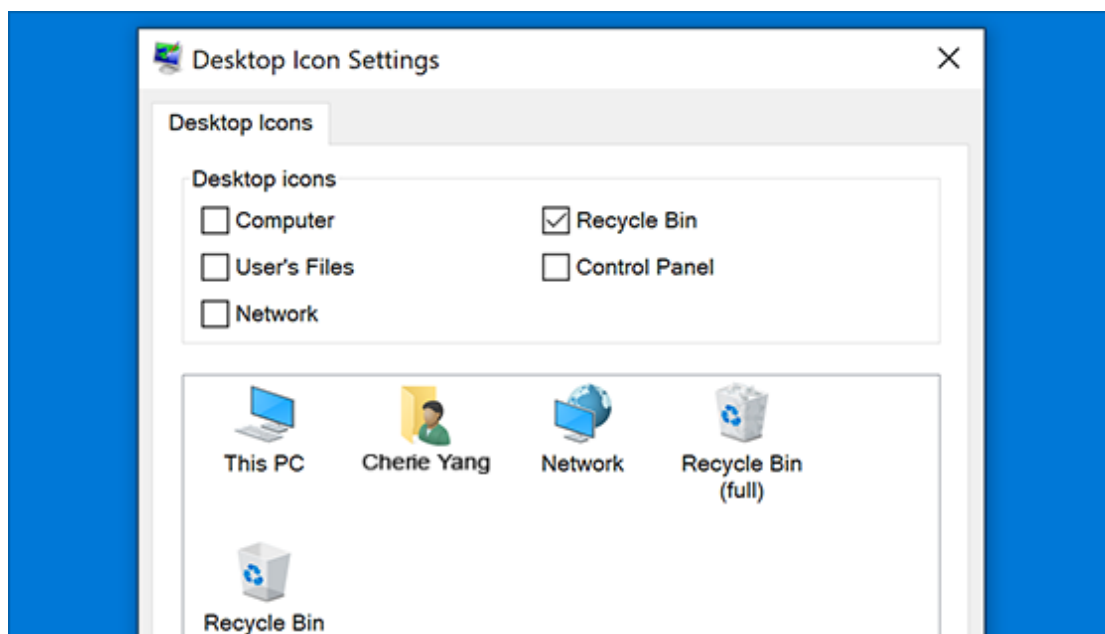 Desktop Icon Settings
Desktop Icons
Desktop icons
Computer
Recycle Bin
User's Files
Control Panel
Network
This PC
Cherie Yang
Network
Recycle Bin
(full)
Recycle Bin